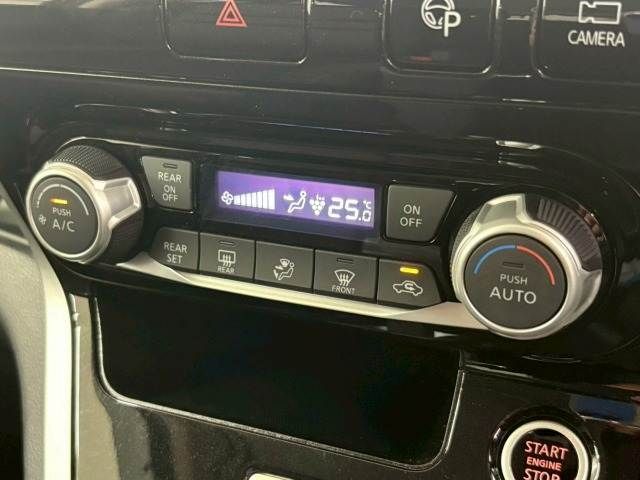 P
CAMERA
REAR
ON
OFF
25.0
°C
ON
OFF
PUSH
A/C
REAR
SET
REAR
FRONT
PUSH
AUTO
START
ENGINE
STOP